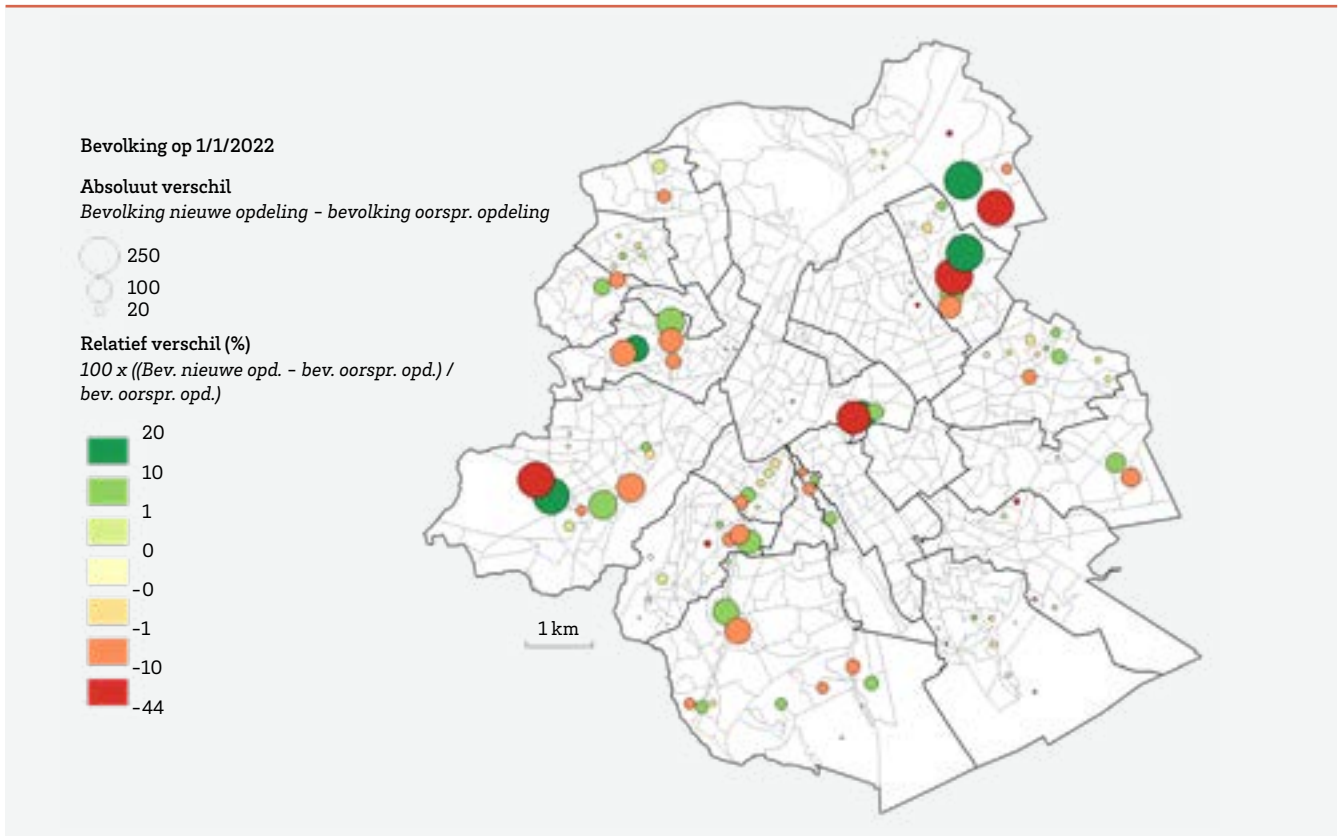 Bevolking op 1/1/2022
Absoluut verschil
Bevolking nieuwe opdeling – bevolking oorspr. opdeling
250
100
20
Relatief verschil (%)
100 x ((Bev. nieuwe opd. – bev. oorspr. opd.) /
bev. oorspr. opd.)
20
10
1
0
-0
-1
-10
-44
1 km